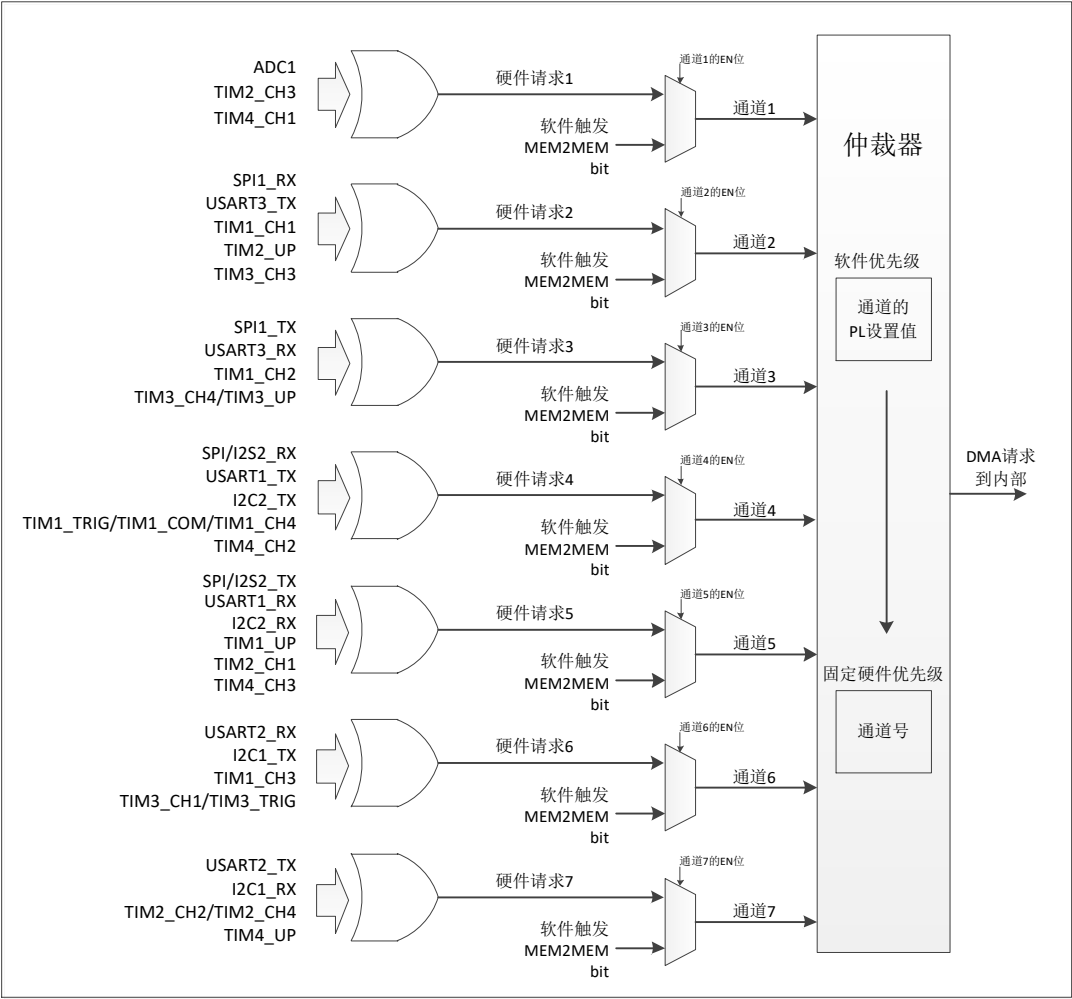 ADC1
TIM2_CH3
TIM4_CH1
硬件请求1
通道1的EN位
软件触发
MEM2MEM
bit
通道1
SPI1_RX
USART3_TX
TIM1_CH1
TIM2_UP
TIM3_CH3
硬件请求2
通道2的EN位
软件触发
MEM2MEM
bit
通道2
SPI1_TX
USART3_RX
TIM1_CH2
TIM3_CH4/TIM3_UP
硬件请求3
通道3的EN位
软件触发
MEM2MEM
bit
通道3
SPI/I2S2_RX
USART1_TX
I2C2_TX
TIM1_TRIG/TIM1_COM/TIM1_CH4
TIM4_CH2
硬件请求4
通道4的EN位
软件触发
MEM2MEM
bit
通道4
SPI/I2S2_TX
USART1_RX
I2C2_RX
TIM1_UP
TIM2_CH1
TIM4_CH3
硬件请求5
通道5的EN位
软件触发
MEM2MEM
bit
通道5
USART2_RX
I2C1_TX
TIM1_CH3
TIM3_CH1/TIM3_TRIG
硬件请求6
通道6的EN位
软件触发
MEM2MEM
bit
通道6
USART2_TX
I2C1_RX
TIM2_CH2/TIM2_CH4
TIM4_UP
硬件请求7
通道7的EN位
软件触发
MEM2MEM
bit
通道7
仲裁器
软件优先级
通道的
PL设置值
固定硬件优先级
通道号
DMA请求
到内部